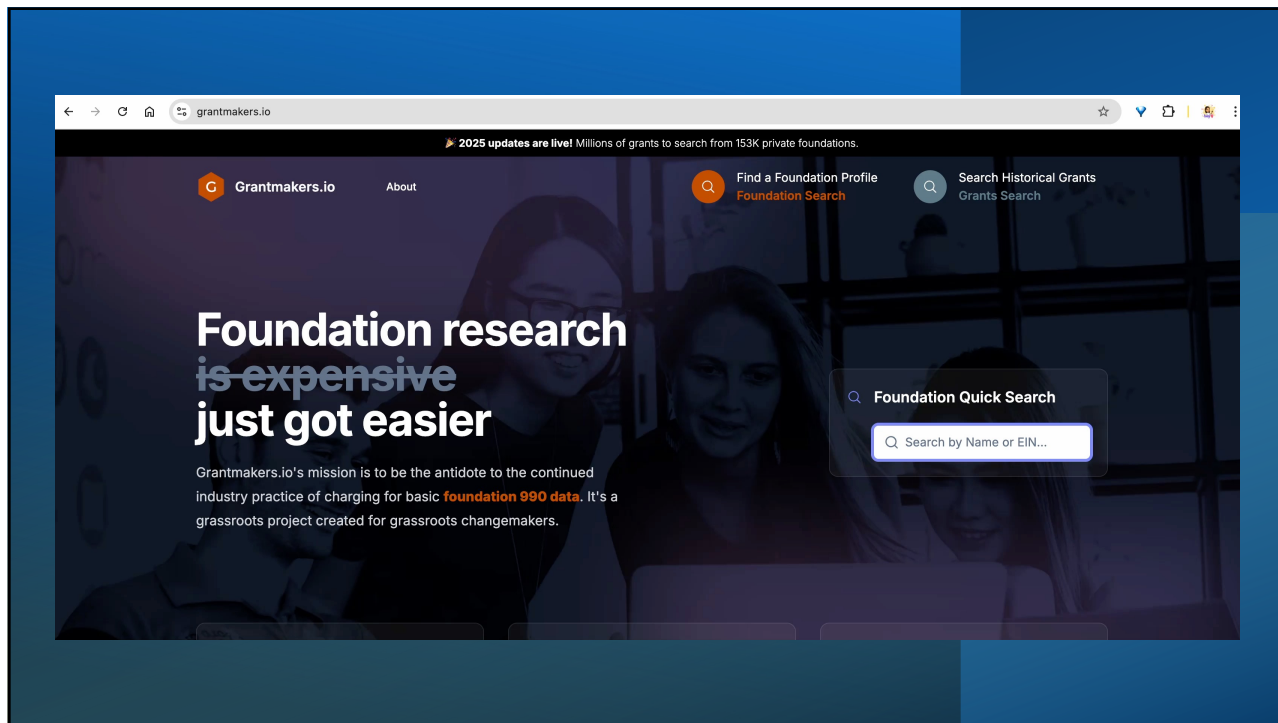 grantmakers.io
🎉 2025 updates are live! Millions of grants to search from 153K private foundations.
G Grantmakers.io
About
Find a Foundation Profile
Foundation Search
Search Historical Grants
Grants Search
Foundation research
is expensive
just got easier
Grantmakers.io's mission is to be the antidote to the continued
industry practice of charging for basic foundation 990 data. It's a
grassroots project created for grassroots changemakers.
Foundation Quick Search
Search by Name or EIN...